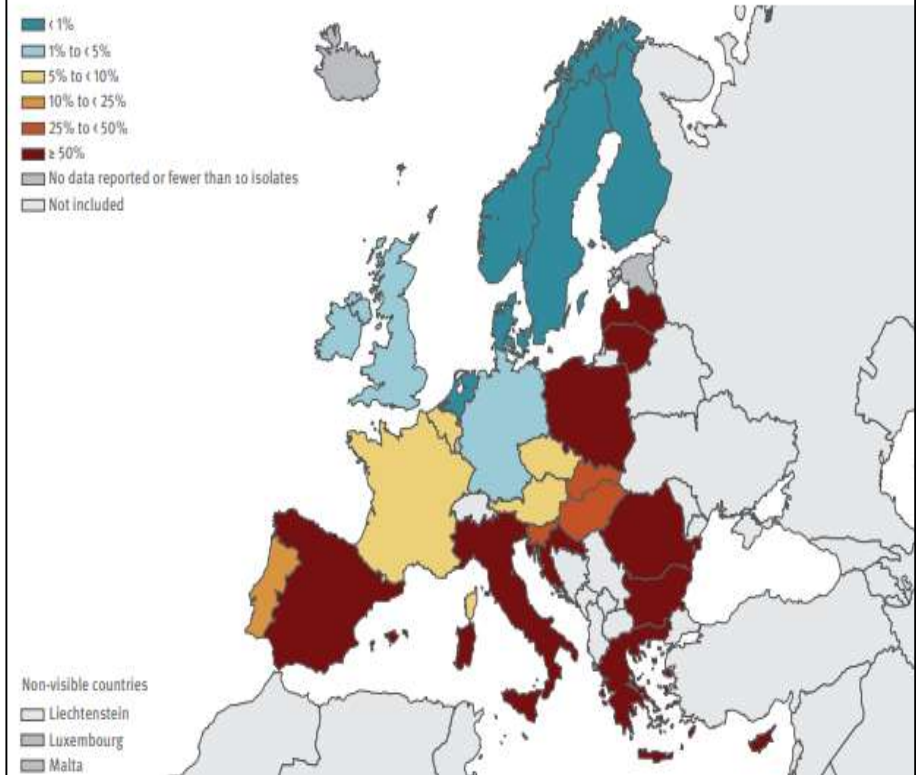 ‹ 1%
1% to ‹ 5%
5% to ‹ 10%
10% to ‹ 25%
25% to ‹ 50%
≥ 50%
No data reported or fewer than 10 isolates
Not included
Non-visible countries
Liechtenstein
Luxembourg
Malta